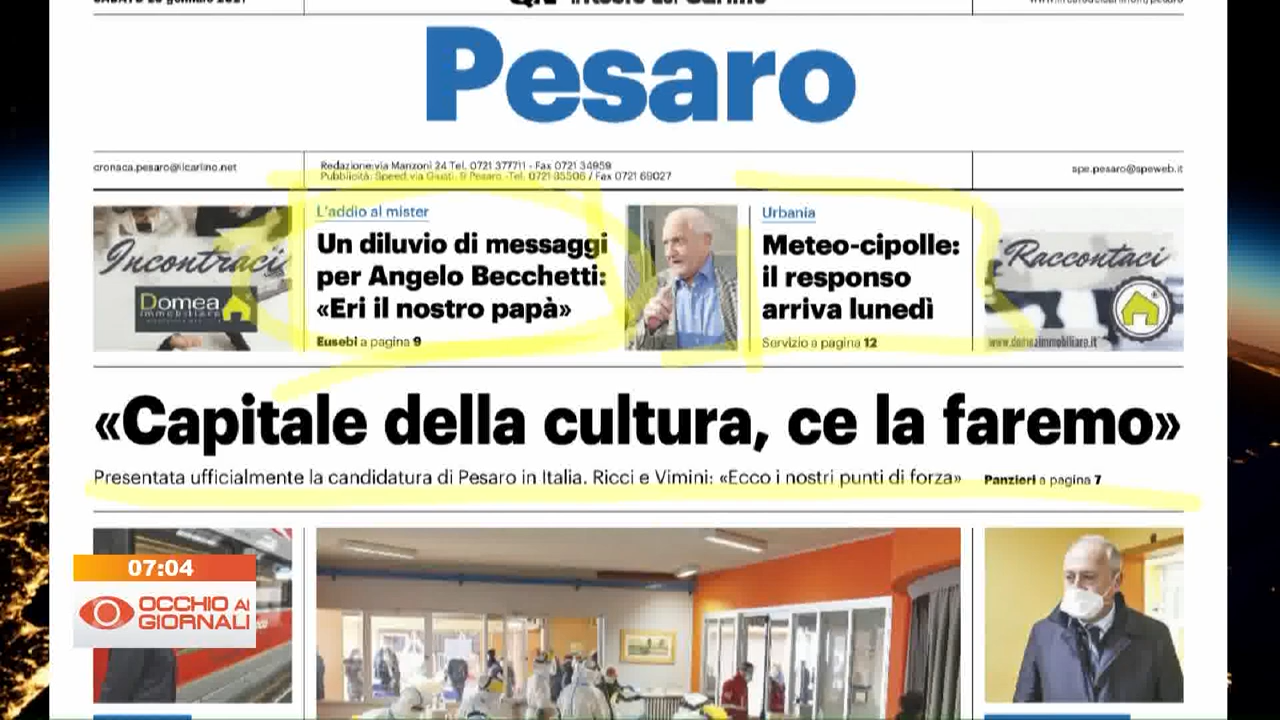 Pesaro
cronaca.pesaro@ilcarlino.net
Redazione: via Manzoni 24 Tel. 0721 377711 - Fax 0721 34959
Pubblicità: Speed via Giusti, 9 Pesaro -Tel. 0721 35506 / Fax 0721 69027
spe.pesaro@speweb.it
Incontraci
Domea
immobiliare
L'addio al mister
Un diluvio di messaggi
per Angelo Becchetti:
«Eri il nostro papà»
Eusebi a pagina 9
Urbania
Meteo-cipolle:
il responso
arriva lunedì
Servizio a pagina 12
Raccontaci
www.domeaimmobiliare.it
«Capitale della cultura, ce la faremo»
Presentata ufficialmente la candidatura di Pesaro in Italia. Ricci e Vimini: «Ecco i nostri punti di forza» Panzieri a pagina 7
07:04
OCCHIO AI
GIORNALI